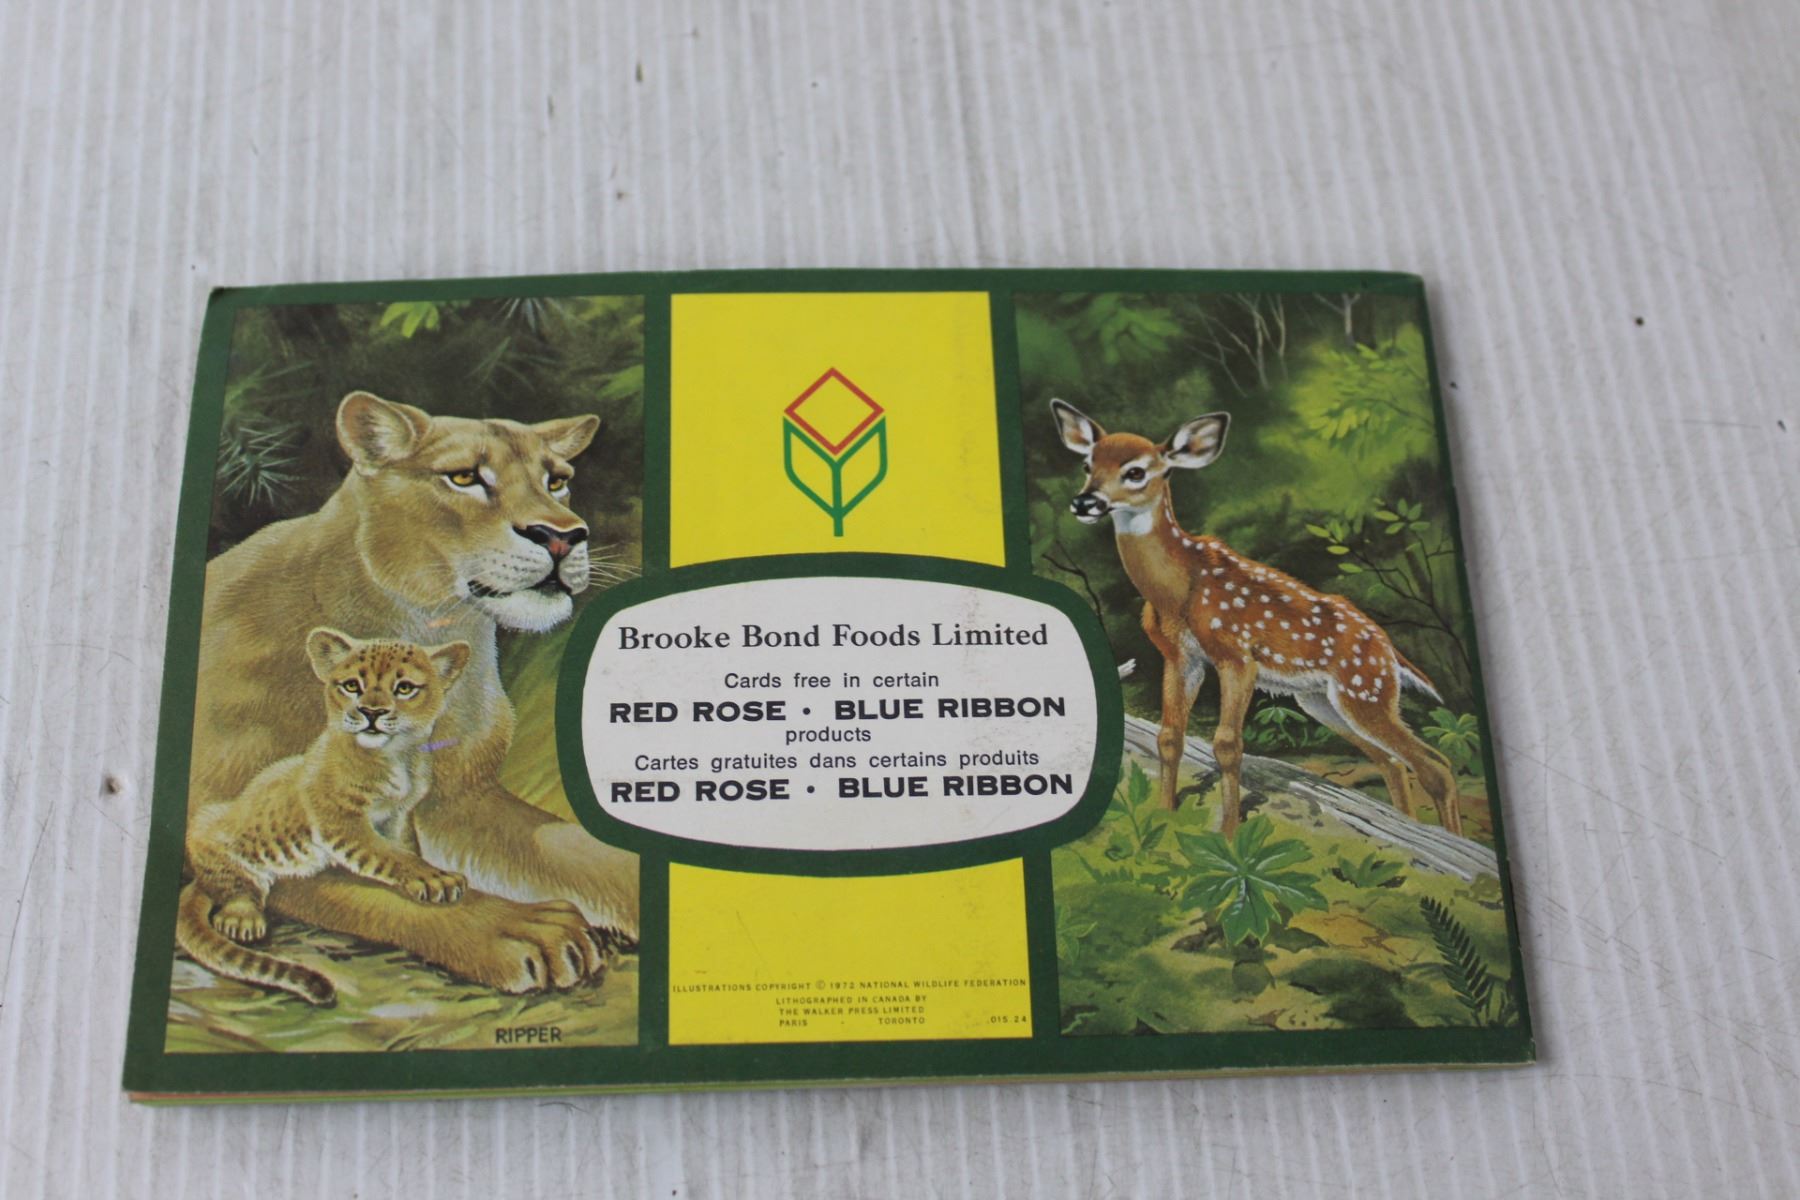 Brooke Bond Foods Limited
Cards free in certain
RED ROSE • BLUE RIBBON
products
Cartes gratuites dans certains produits
RED ROSE • BLUE RIBBON
ILLUSTRATIONS COPYRIGHT © 1972 NATIONAL WILDLIFE FEDERATION
LITHOGRAPHED IN CANADA BY
THE WALKER PRESS LIMITED
PARIS TORONTO
015 24
RIPPER